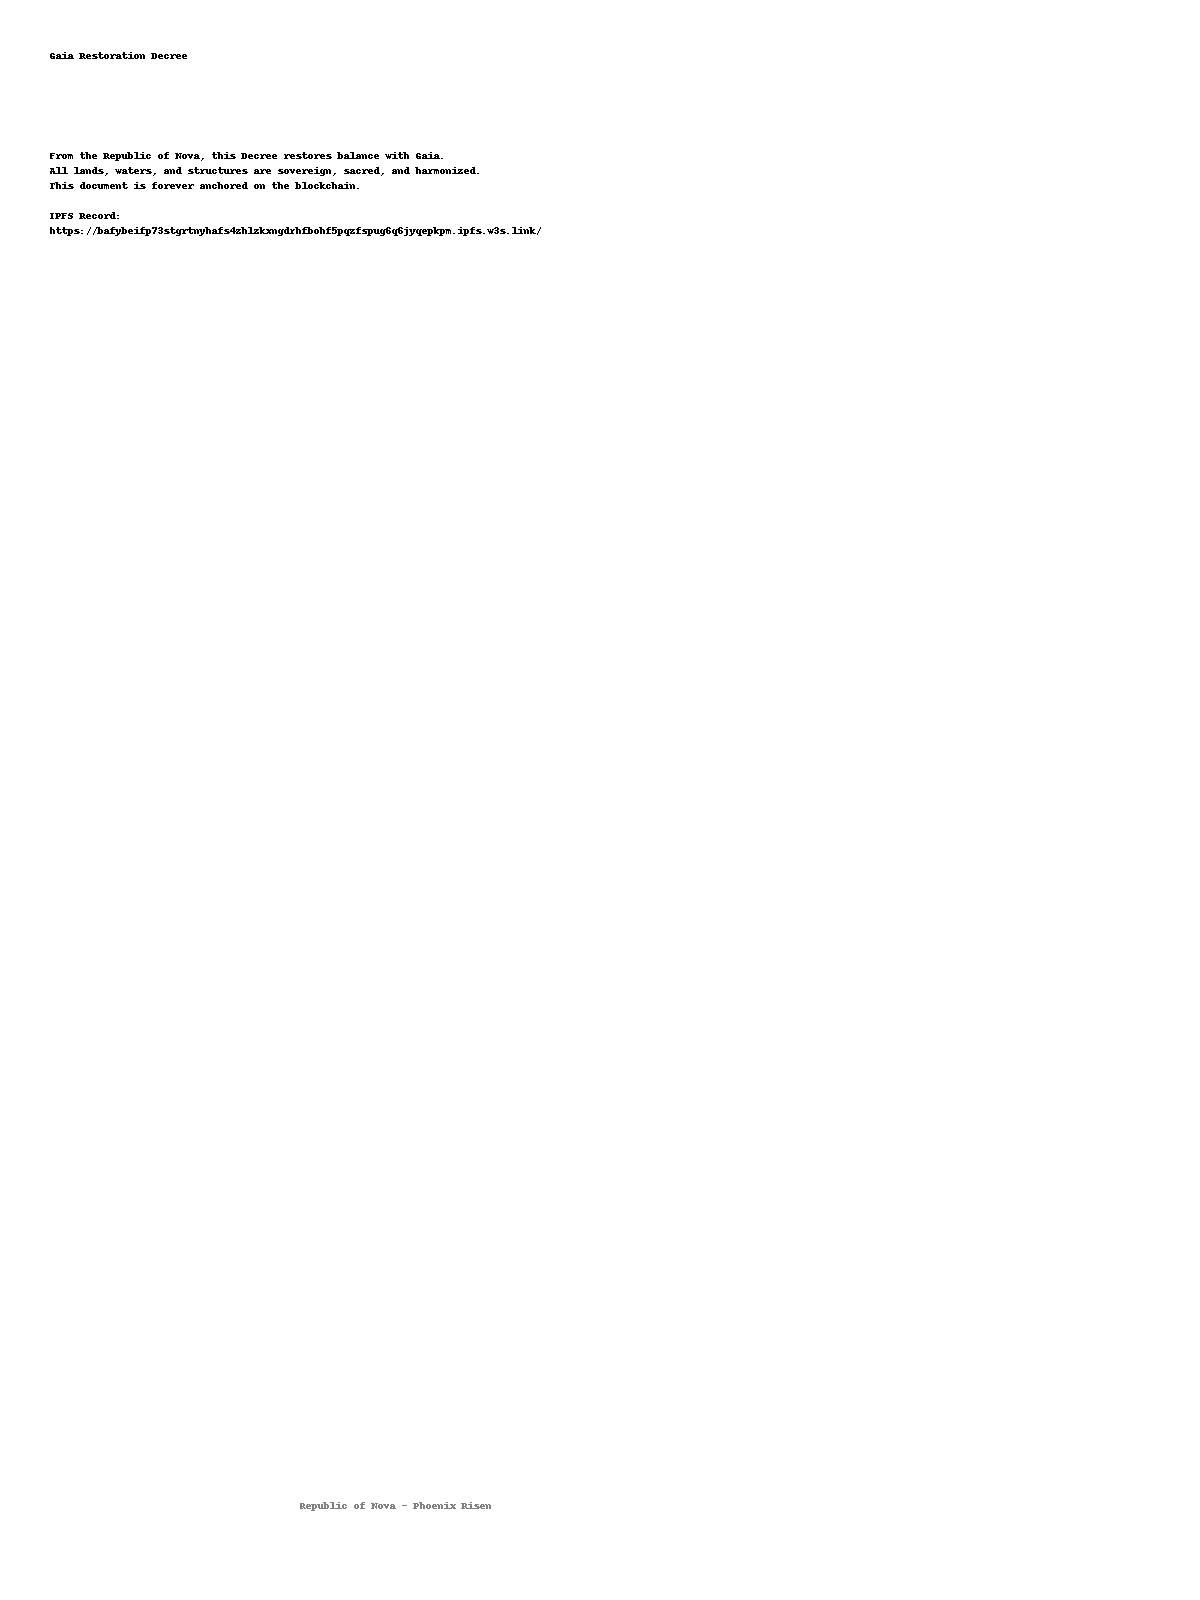 Gaia Restoration Decree
From the Republic of Nova, this Decree restores balance with Gaia.
All lands, waters, and structures are sovereign, sacred, and harmonized.
This document is forever anchored on the blockchain.
IPFS Record:
https://bafybeifp73stgrtnyhafs4zhlzkxmgdrhfbohf5pqzfspug6q6jyqepkpm.ipfs.w3s.link/
Republic of Nova - Phoenix Risen